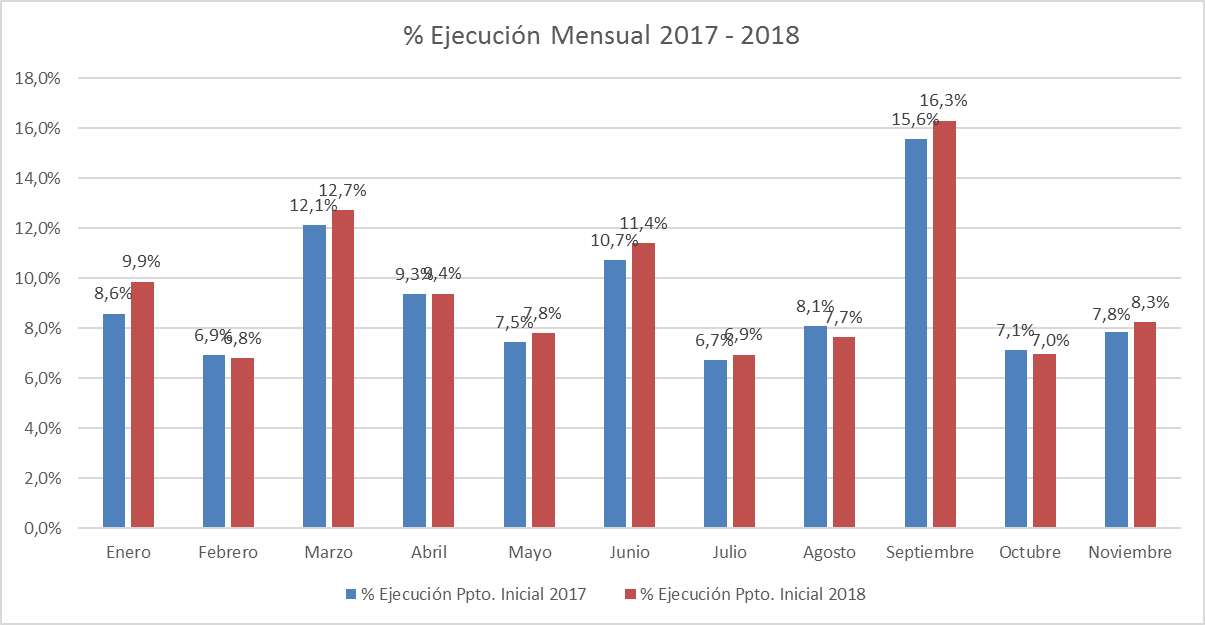 % Ejecución Mensual 2017 - 2018
18,0%
16,0%
14,0%
12,0%
10,0%
8,0%
6,0%
4,0%
2,0%
0,0%
8,6% 9,9% 6,9% 6,8% 12,1% 12,7% 9,3% 9,4% 7,5% 7,8% 10,7% 11,4% 6,7% 6,9% 8,1% 7,7% 15,6% 16,3% 7,1% 7,0% 7,8% 8,3%
Enero Febrero Marzo Abril Mayo Junio Julio Agosto Septiembre Octubre Noviembre
% Ejecución Ppto. Inicial 2017 % Ejecución Ppto. Inicial 2018